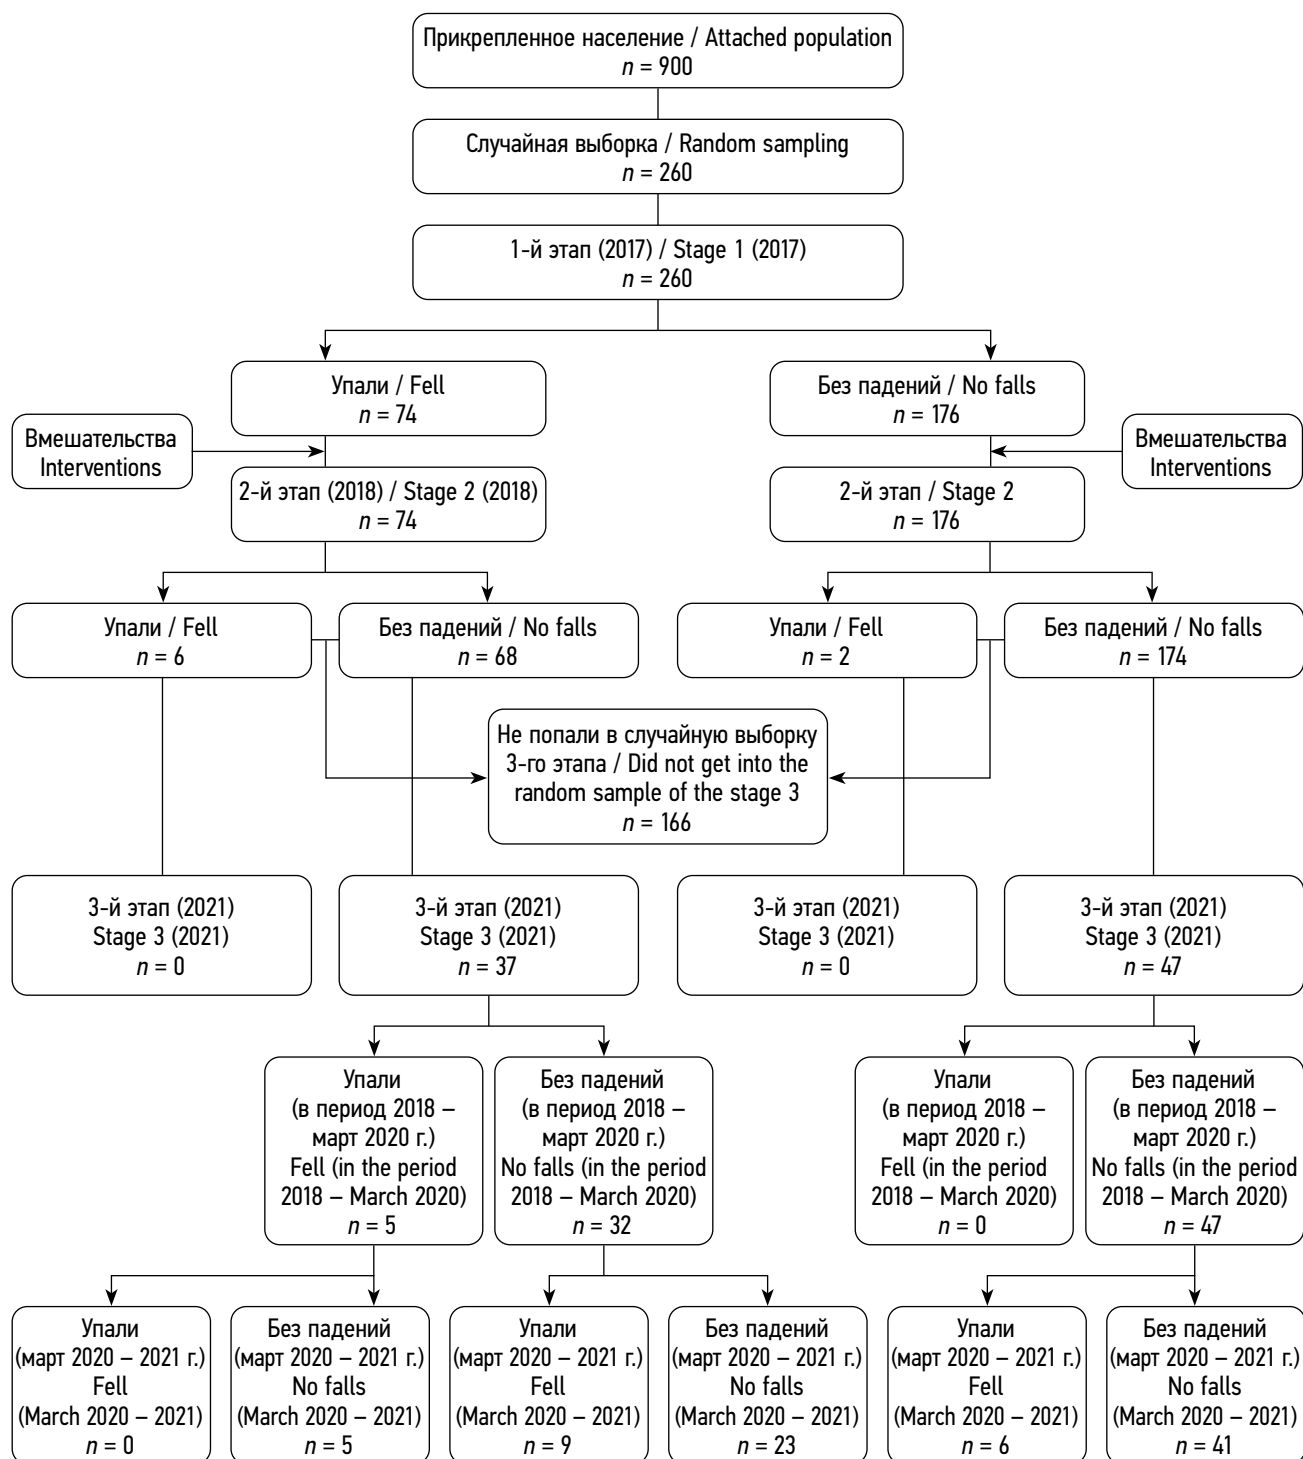 Прикрепленное население / Attached population
n = 900
Случайная выборка / Random sampling
n = 260
1-й этап (2017) / Stage 1 (2017)
n = 260
Упали / Fell
n = 74
Без падений / No falls
n = 176
Вмешательства
Interventions
Вмешательства
Interventions
2-й этап (2018) / Stage 2 (2018)
n = 74
2-й этап / Stage 2
n = 176
Упали / Fell
n = 6
Без падений / No falls
n = 68
Упали / Fell
n = 2
Без падений / No falls
n = 174
Не попали в случайную выборку
3-го этапа / Did not get into the
random sample of the stage 3
n = 166
3-й этап (2021)
Stage 3 (2021)
n = 0
3-й этап (2021)
Stage 3 (2021)
n = 37
3-й этап (2021)
Stage 3 (2021)
n = 0
3-й этап (2021)
Stage 3 (2021)
n = 47
Упали
(в период 2018 –
март 2020 г.)
Fell (in the period
2018 – March 2020)
n = 5
Без падений
(в период 2018 –
март 2020 г.)
No falls (in the period
2018 – March 2020)
n = 32
Упали
(в период 2018 –
март 2020 г.)
Fell (in the period
2018 – March 2020)
n = 0
Без падений
(в период 2018 –
март 2020 г.)
No falls (in the period
2018 – March 2020)
n = 47
Упали
(март 2020 – 2021 г.)
Fell
(March 2020 – 2021)
n = 0
Без падений
(март 2020 – 2021 г.)
No falls
(March 2020 – 2021)
n = 5
Упали
(март 2020 – 2021 г.)
Fell
(March 2020 – 2021)
n = 9
Без падений
(март 2020 – 2021 г.)
No falls
(March 2020 – 2021)
n = 23
Упали
(март 2020 – 2021 г.)
Fell
(March 2020 – 2021)
n = 6
Без падений
(март 2020 – 2021 г.)
No falls
(March 2020 – 2021)
n = 41